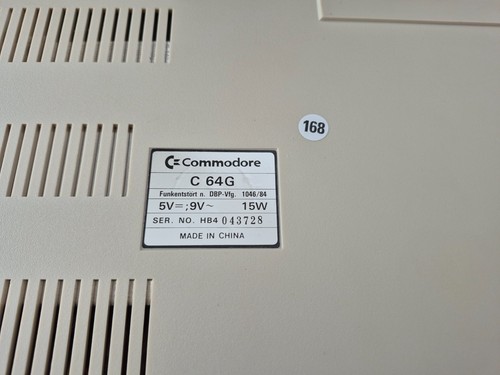 168
Commodore
C 64G
Funkentstört n. DBP-Vfg. 1046/84
5V⎓;9V~ 15W
SER. NO. HB4 043728
MADE IN CHINA